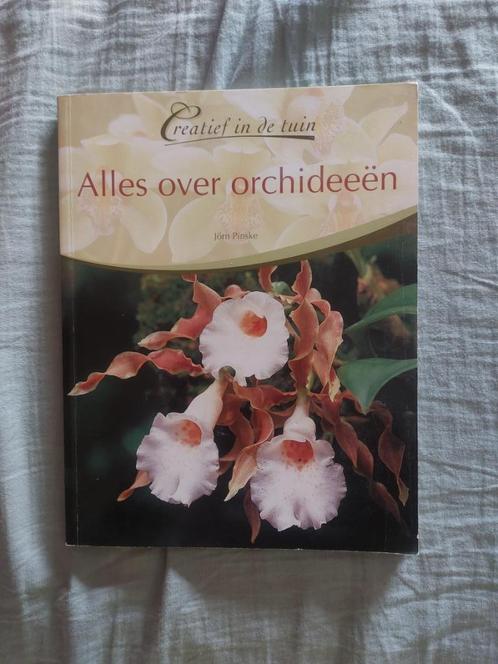 Creatief in de tuin
Alles over orchideeën
Jörn Pinske